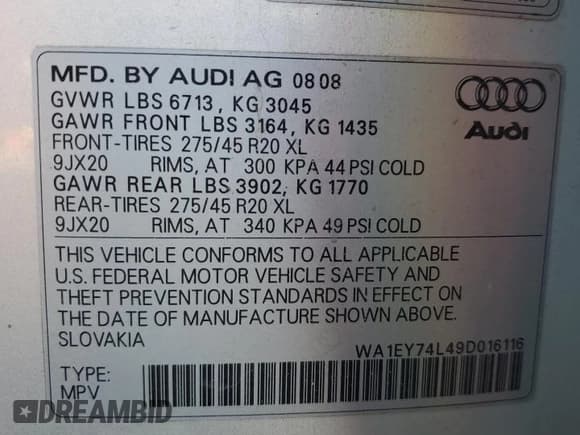 MFD. BY AUDI AG 08 08
GVWR LBS 6713, KG 3045
GAWR FRONT LBS 3164, KG 1435
FRONT-TIRES 275/45 R20 XL
9JX20 RIMS, AT 300 KPA 44 PSI COLD
GAWR REAR LBS 3902, KG 1770
REAR-TIRES 275/45 R20 XL
9JX20 RIMS, AT 340 KPA 49 PSI COLD
Audi
THIS VEHICLE CONFORMS TO ALL APPLICABLE
U.S. FEDERAL MOTOR VEHICLE SAFETY AND
THEFT PREVENTION STANDARDS IN EFFECT ON
THE DATE OF MANUFACTURE SHOWN ABOVE.
SLOVAKIA
WA1EY74L49D016116
TYPE:
MPV
DREAMBID